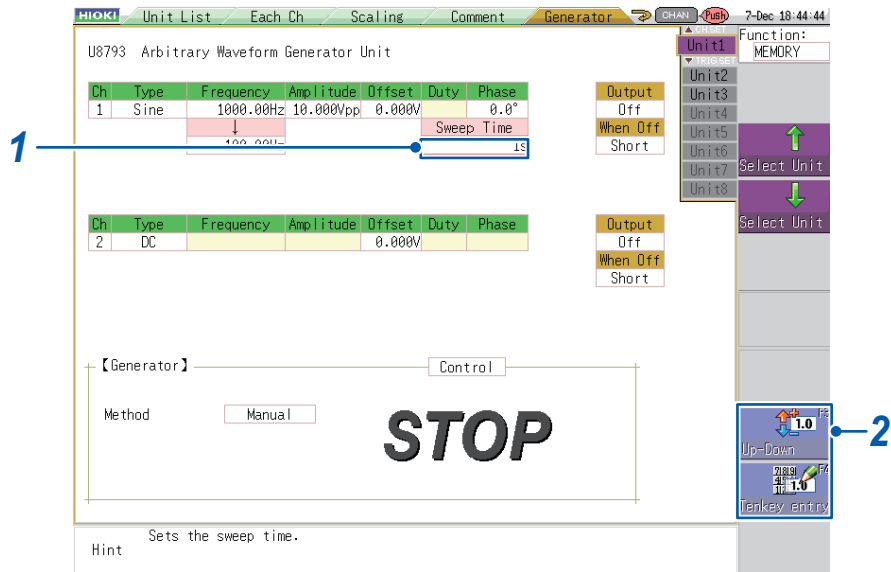 HIOKI Unit List Each Ch Scaling Comment Generator CHAN Push 7-Dec 18:44:44
CH.SET
Function:
MEMORY
U8793 Arbitrary Waveform Generator Unit
Unit1
TRIG SET
Unit2
Unit3
Unit4
Unit5
Unit6
Unit7
Unit8
Select Unit
Select Unit
Ch Type Frequency Amplitude Offset Duty Phase Output
1 Sine 1000.00Hz 10.000Vpp 0.000V 0.0° Off
↓ Sweep Time When Off
100.00Hz 1s Short
1
Ch Type Frequency Amplitude Offset Duty Phase Output
2 DC 0.000V Off
When Off
Short
【Generator】 Control
Method Manual STOP
1.0 F3
Up-Down
2
1.0 F4
Tenkey entry
Hint Sets the sweep time.